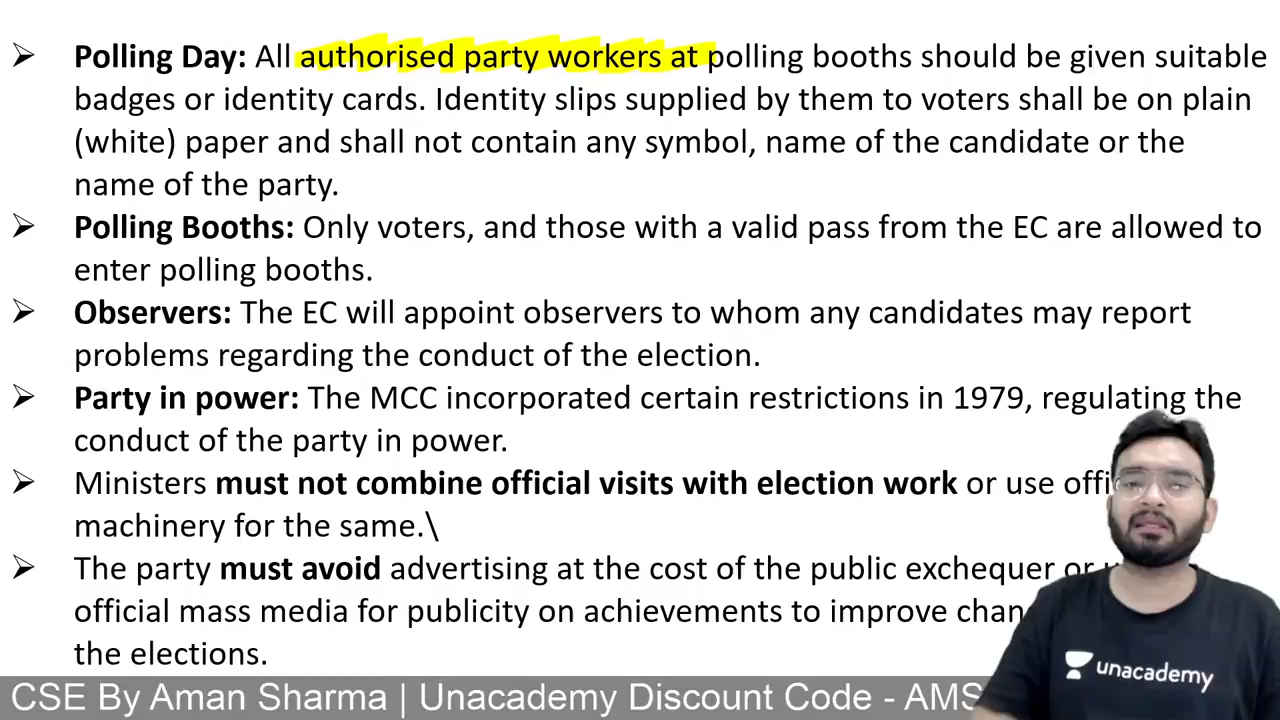 ➢ Polling Day: All authorised party workers at polling booths should be given suitable
badges or identity cards. Identity slips supplied by them to voters shall be on plain
(white) paper and shall not contain any symbol, name of the candidate or the
name of the party.
➢ Polling Booths: Only voters, and those with a valid pass from the EC are allowed to
enter polling booths.
➢ Observers: The EC will appoint observers to whom any candidates may report
problems regarding the conduct of the election.
➢ Party in power: The MCC incorporated certain restrictions in 1979, regulating the
conduct of the party in power.
➢ Ministers must not combine official visits with election work or use
machinery for the same.\
➢ The party must avoid advertising at the cost of the public exchequer or
official mass media for publicity on achievements to improve
the elections.
unacademy
CSE By Aman Sharma | Unacademy Discount Code - AMS